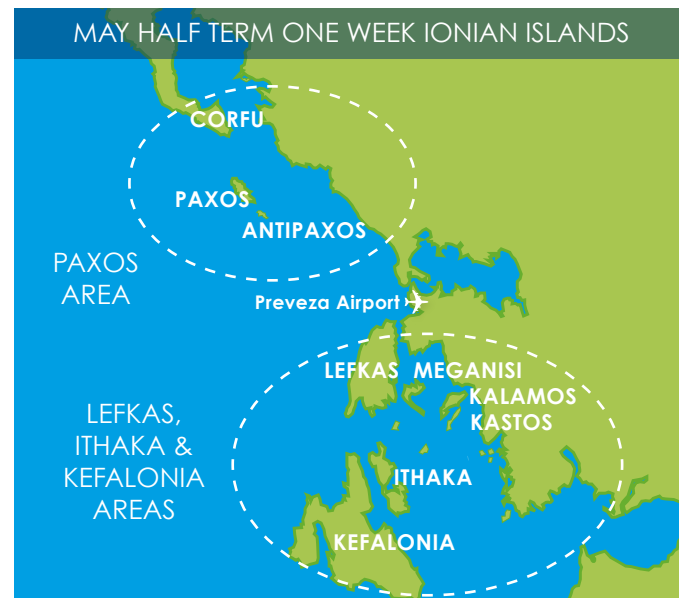 MAY HALF TERM ONE WEEK IONIAN ISLANDS
CORFU
PAXOS
ANTIPAXOS
PAXOS
AREA
Preveza Airport
LEFKAS
MEGANISI
KALAMOS
KASTOS
LEFKAS,
ITHAKA &
KEFALONIA
AREAS
ITHAKA
KEFALONIA